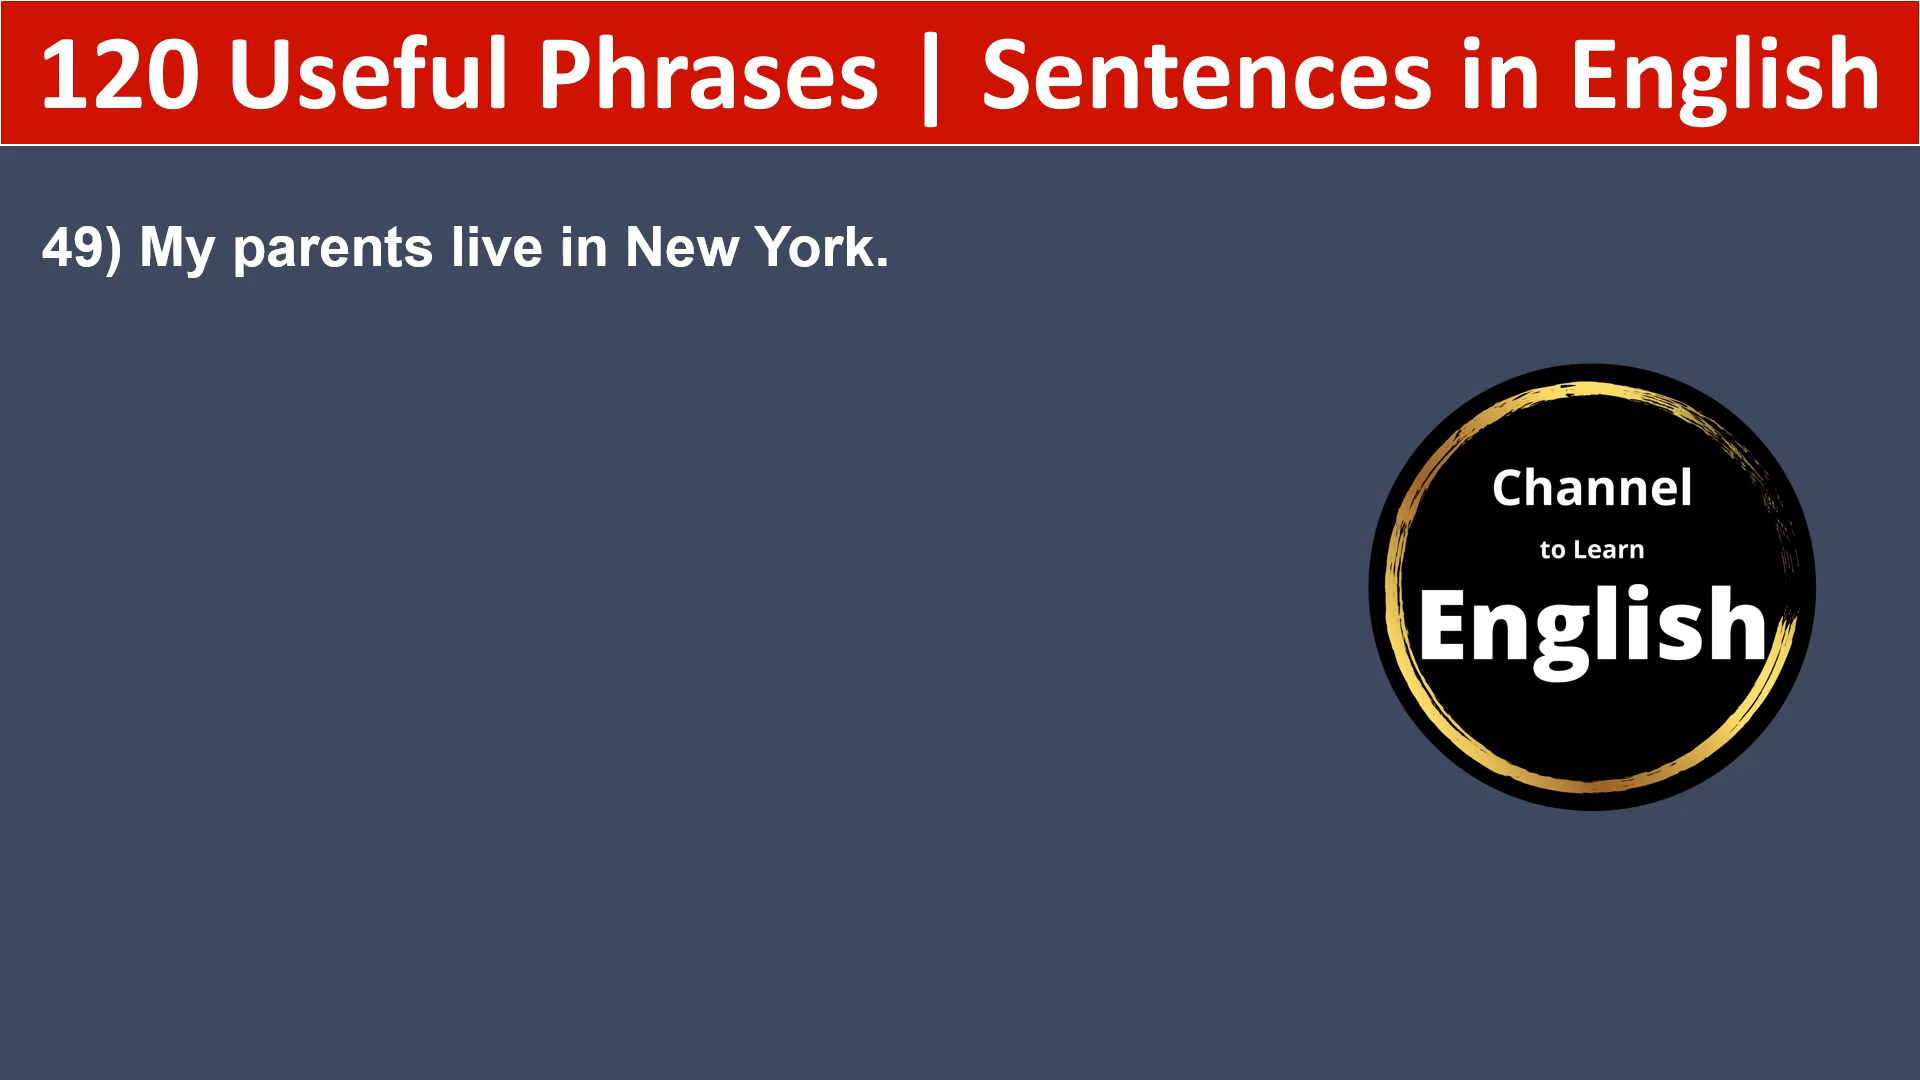 120 Useful Phrases | Sentences in English
49) My parents live in New York.
Channel
to Learn
English